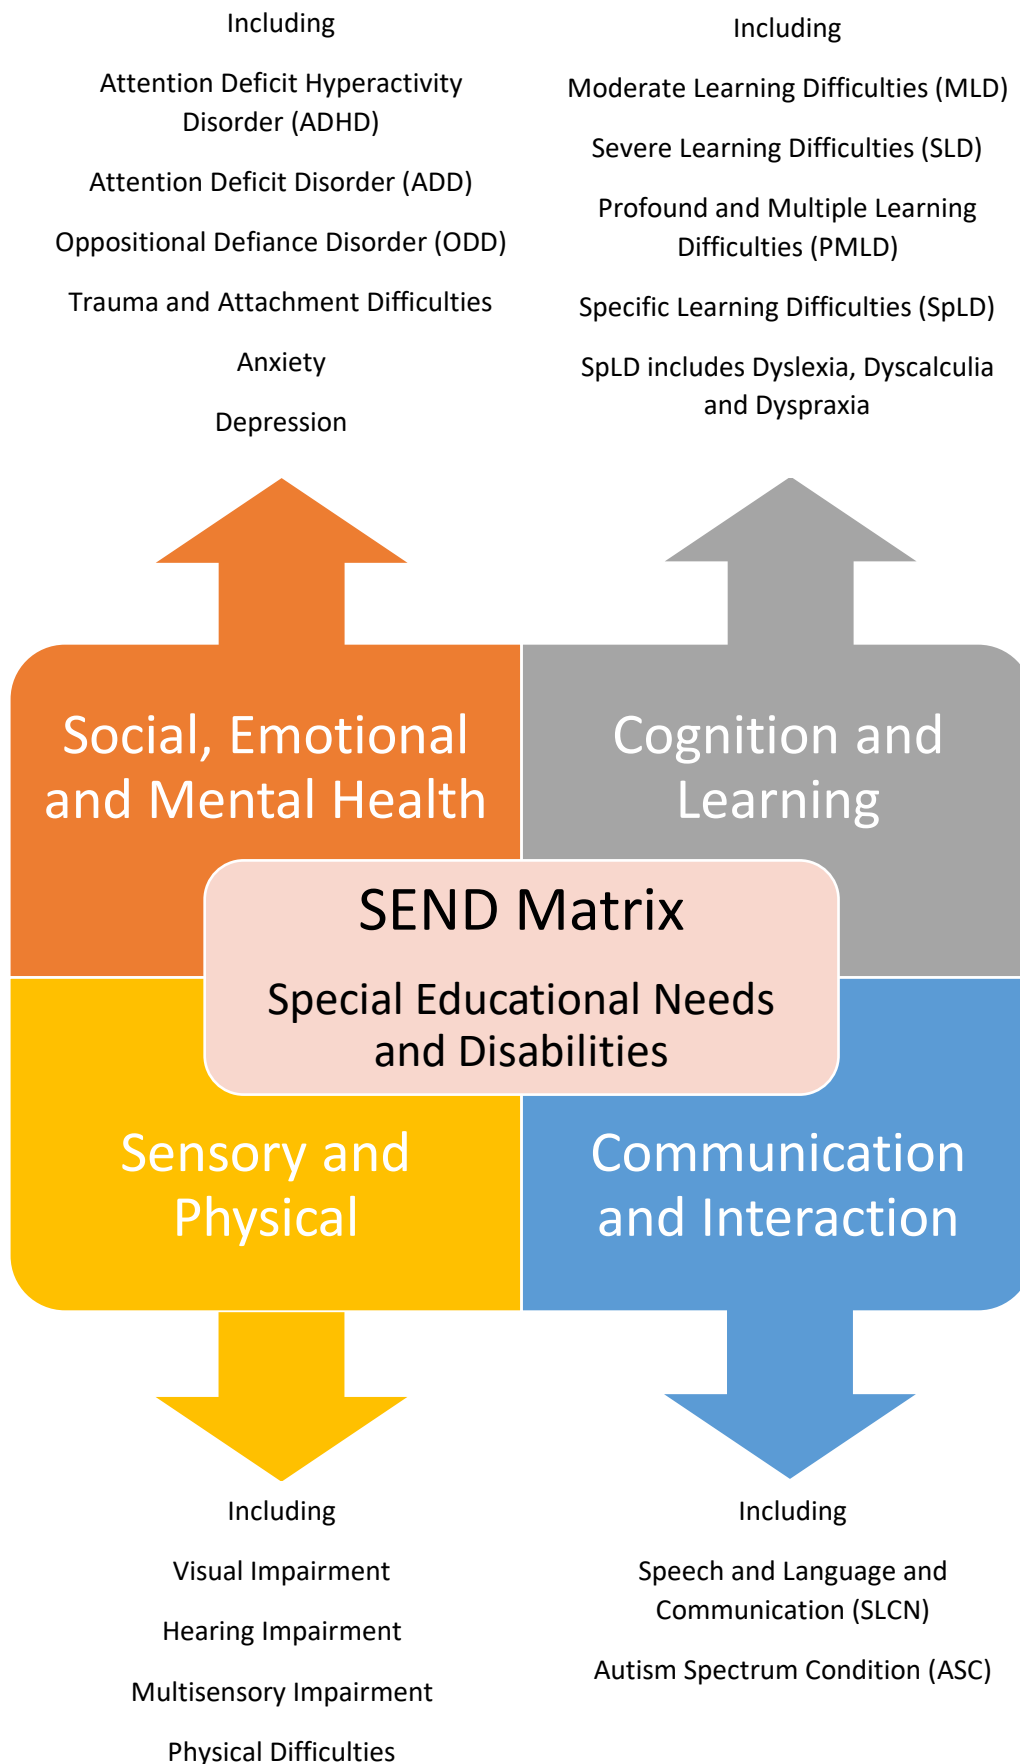 Including
Attention Deficit Hyperactivity
Disorder (ADHD)
Attention Deficit Disorder (ADD)
Oppositional Defiance Disorder (ODD)
Trauma and Attachment Difficulties
Anxiety
Depression
Including
Moderate Learning Difficulties (MLD)
Severe Learning Difficulties (SLD)
Profound and Multiple Learning
Difficulties (PMLD)
Specific Learning Difficulties (SpLD)
SpLD includes Dyslexia, Dyscalculia
and Dyspraxia
Social, Emotional
and Mental Health
Cognition and
Learning
SEND Matrix
Special Educational Needs
and Disabilities
Sensory and
Physical
Communication
and Interaction
Including
Visual Impairment
Hearing Impairment
Multisensory Impairment
Physical Difficulties
Including
Speech and Language and
Communication (SLCN)
Autism Spectrum Condition (ASC)